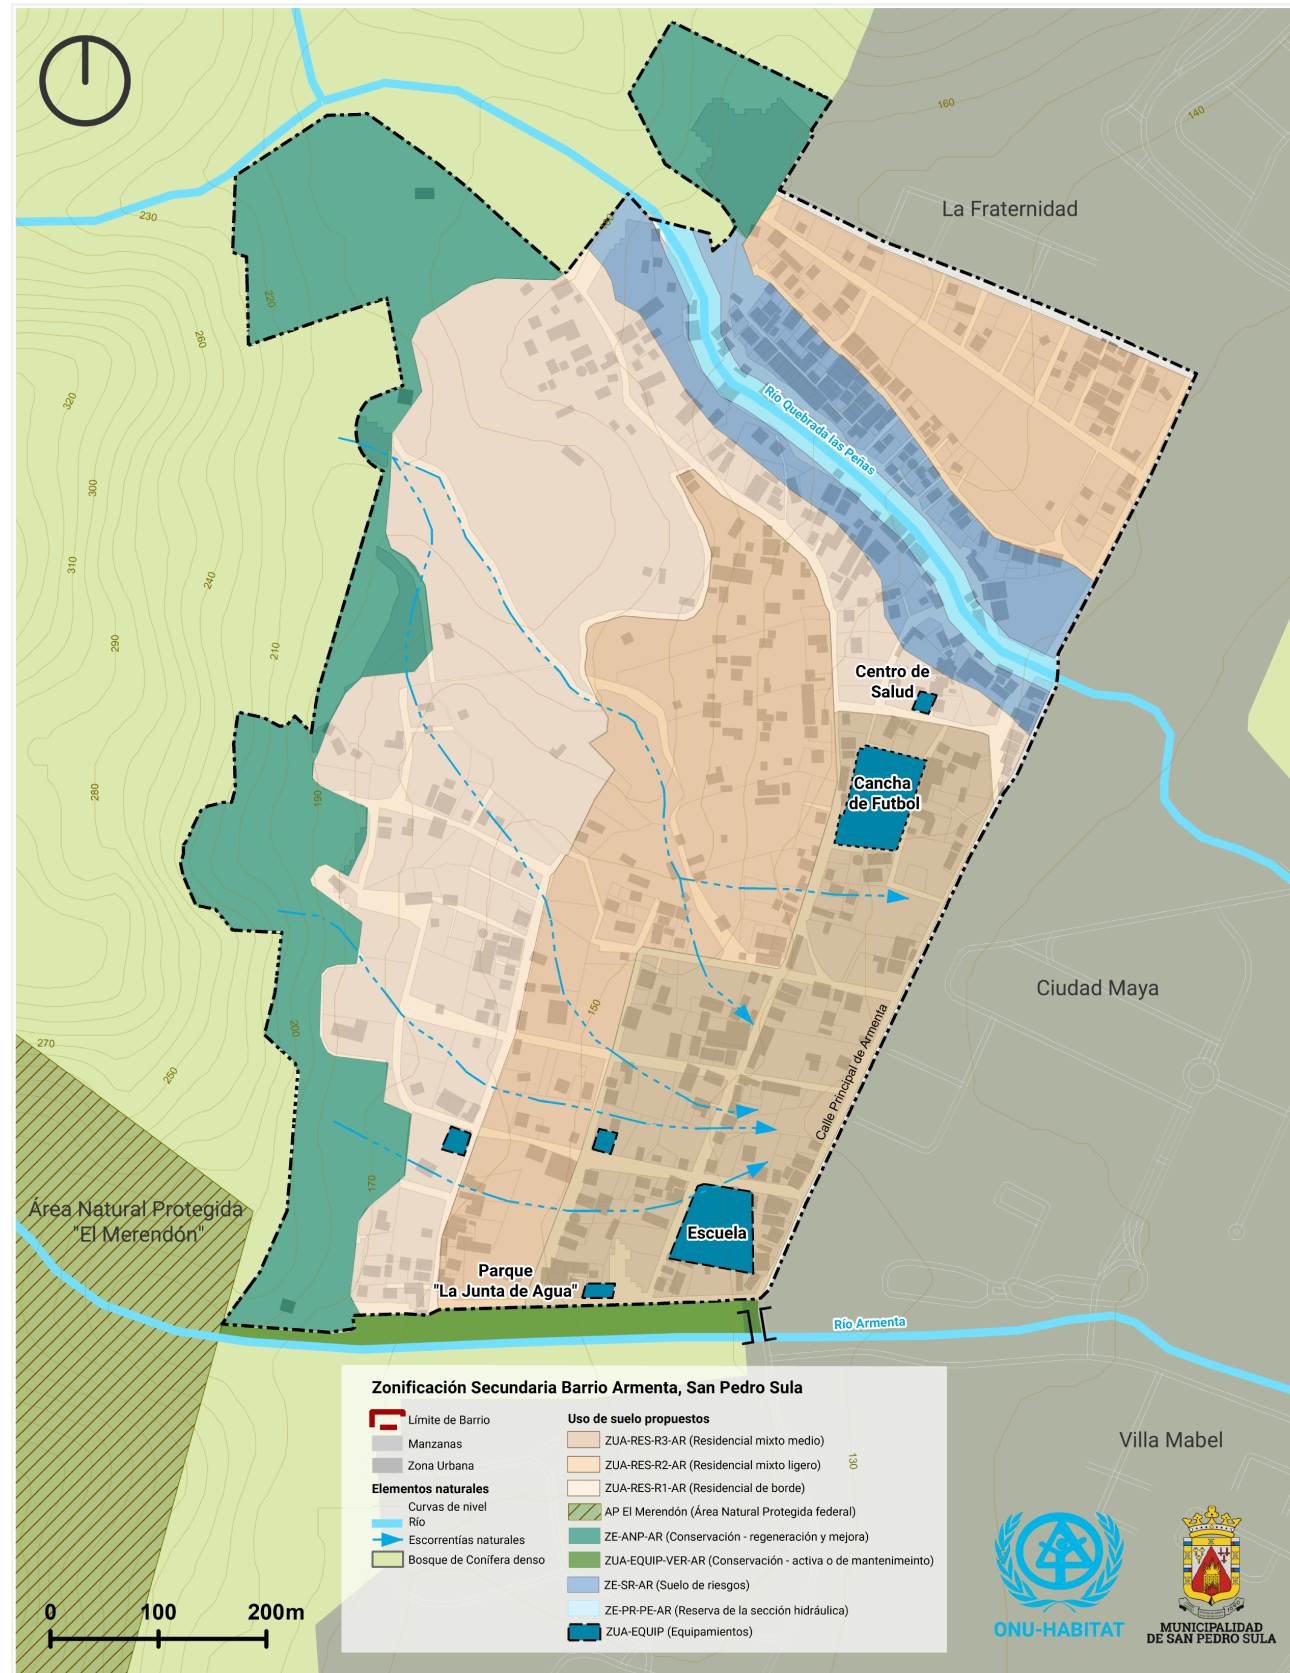 160
140
La Fraternidad
230
220
260
320
Río Quebrada las Peñas
300
310
240
290
210
Centro de
Salud
280
190
Cancha
de Futbol
Ciudad Maya
150
200
270
250
Calle Principal de Armenta
170
Área Natural Protegida
"El Merendón"
Escuela
Parque
"La Junta de Agua"
Río Armenta
Villa Mabel
130
Zonificación Secundaria Barrio Armenta, San Pedro Sula
Límite de Barrio
Manzanas
Zona Urbana
Elementos naturales
Curvas de nivel
Río
Escorrentías naturales
Bosque de Conífera denso
Uso de suelo propuestos
ZUA-RES-R3-AR (Residencial mixto medio)
ZUA-RES-R2-AR (Residencial mixto ligero)
ZUA-RES-R1-AR (Residencial de borde)
AP El Merendón (Área Natural Protegida federal)
ZE-ANP-AR (Conservación - regeneración y mejora)
ZUA-EQUIP-VER-AR (Conservación - activa o de mantenimeinto)
ZE-SR-AR (Suelo de riesgos)
ZE-PR-PE-AR (Reserva de la sección hidráulica)
ZUA-EQUIP (Equipamientos)
0 100 200m
ONU-HABITAT
MUNICIPALIDAD
DE SAN PEDRO SULA